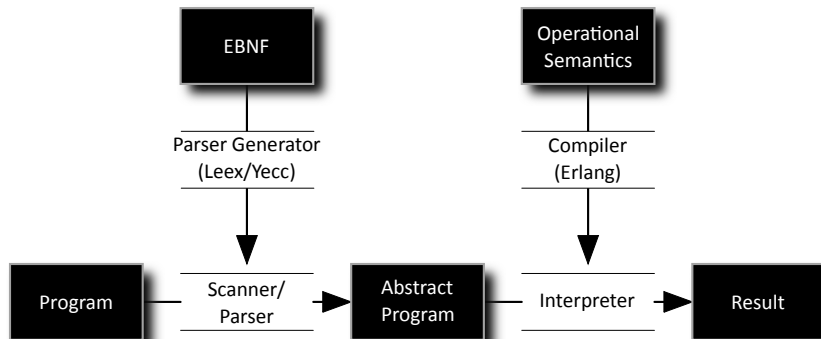 EBNF
Operational
Semantics
Parser Generator
(Leex/Yecc)
Compiler
(Erlang)
Program
Scanner/
Parser
Abstract
Program
Interpreter
Result